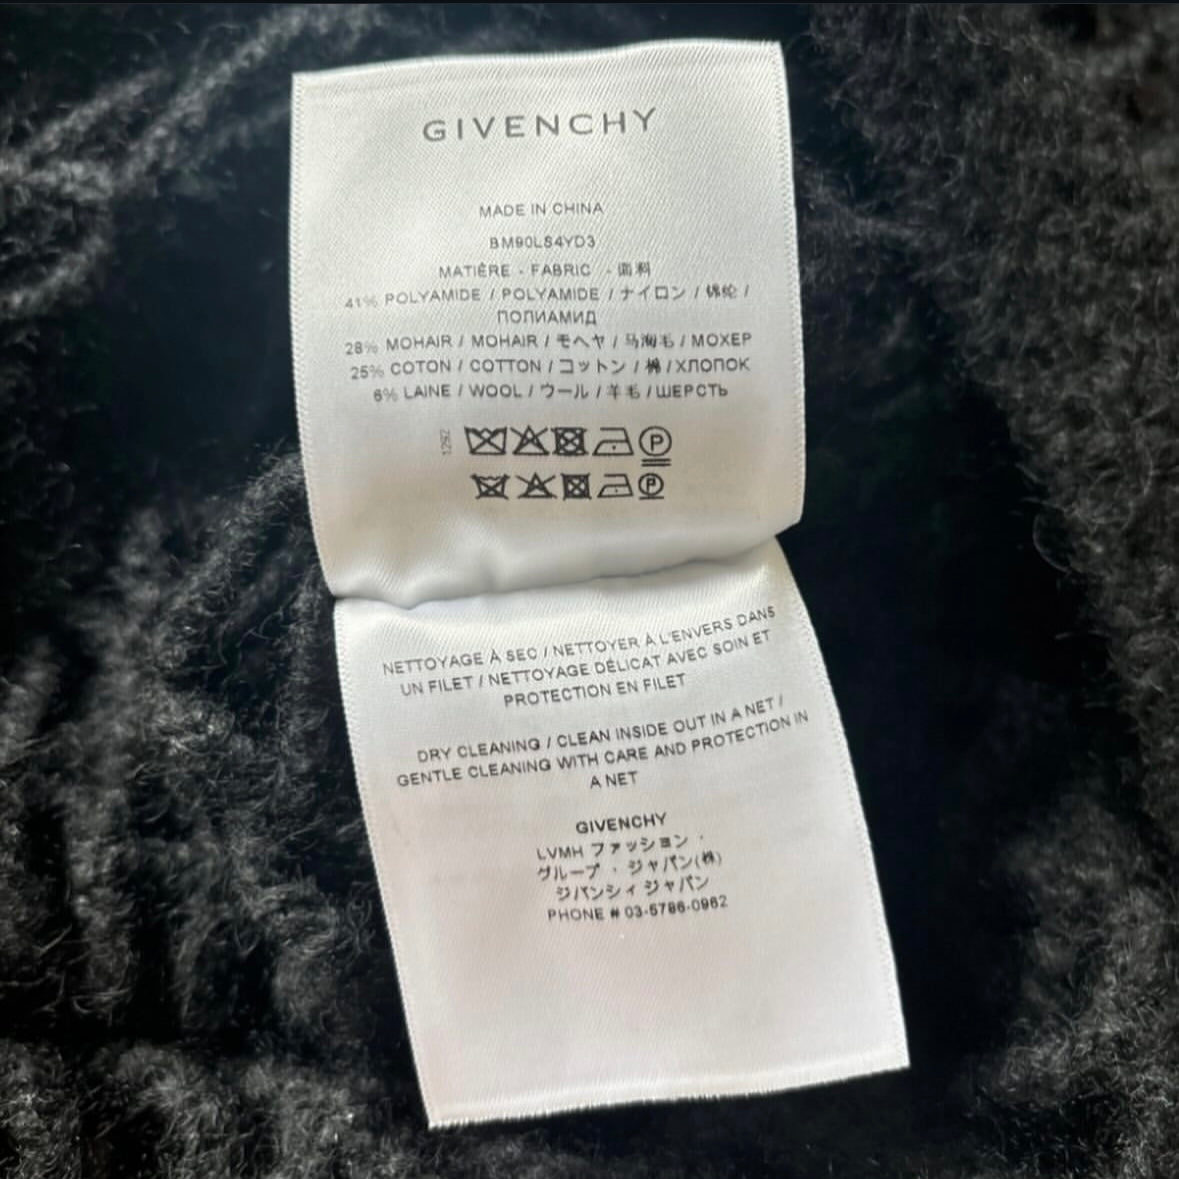 GIVENCHY
MADE IN CHINA
BM90LS4YD3
MATIÈRE - FABRIC - 面料
41% POLYAMIDE / POLYAMIDE / ナイロン / 锦纶 /
ПОЛИАМИД
28% MOHAIR / MOHAIR / モヘヤ / 马海毛 / МОХЕР
25% COTON / COTTON / コットン / 棉 / ХЛОПОК
6% LAINE / WOOL / ウール / 羊毛 / ШЕРСТЬ
1292
P
P
NETTOYAGE À SEC / NETTOYER À L'ENVERS DANS
UN FILET / NETTOYAGE DÉLICAT AVEC SOIN ET
PROTECTION EN FILET
DRY CLEANING / CLEAN INSIDE OUT IN A NET /
GENTLE CLEANING WITH CARE AND PROTECTION IN
A NET
GIVENCHY
LVMH ファッション ・
グループ ・ ジャパン(株)
ジバンシィ ジャパン
PHONE # 03-5786-0962